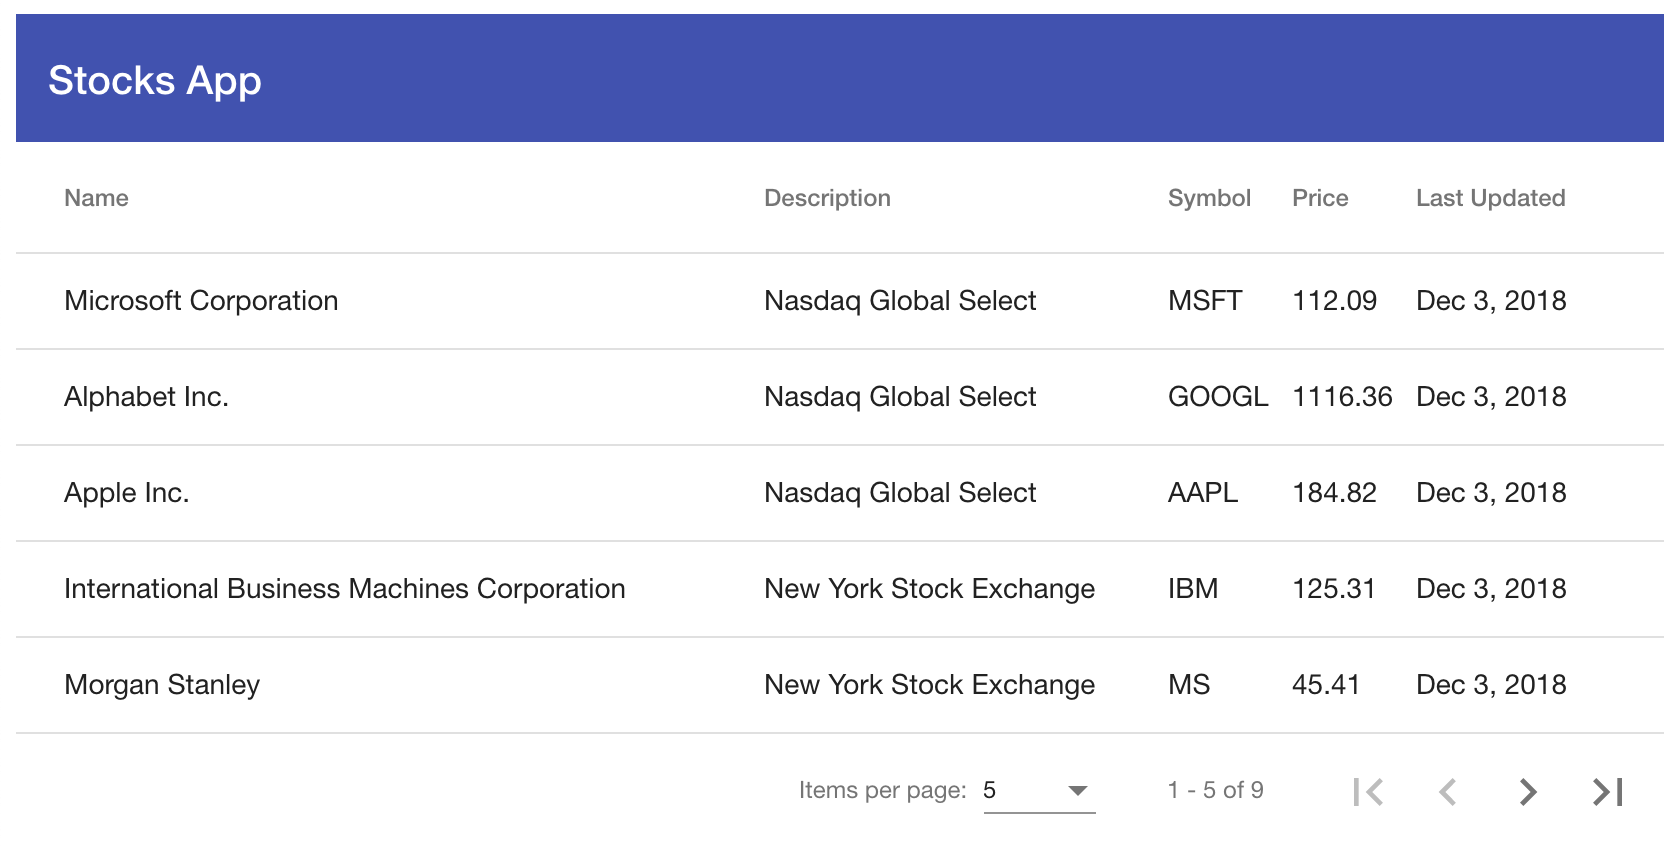 Stocks App
Name Description Symbol Price Last Updated
Microsoft Corporation Nasdaq Global Select MSFT 112.09 Dec 3, 2018
Alphabet Inc. Nasdaq Global Select GOOGL 1116.36 Dec 3, 2018
Apple Inc. Nasdaq Global Select AAPL 184.82 Dec 3, 2018
International Business Machines Corporation New York Stock Exchange IBM 125.31 Dec 3, 2018
Morgan Stanley New York Stock Exchange MS 45.41 Dec 3, 2018
Items per page: 5 1 - 5 of 9